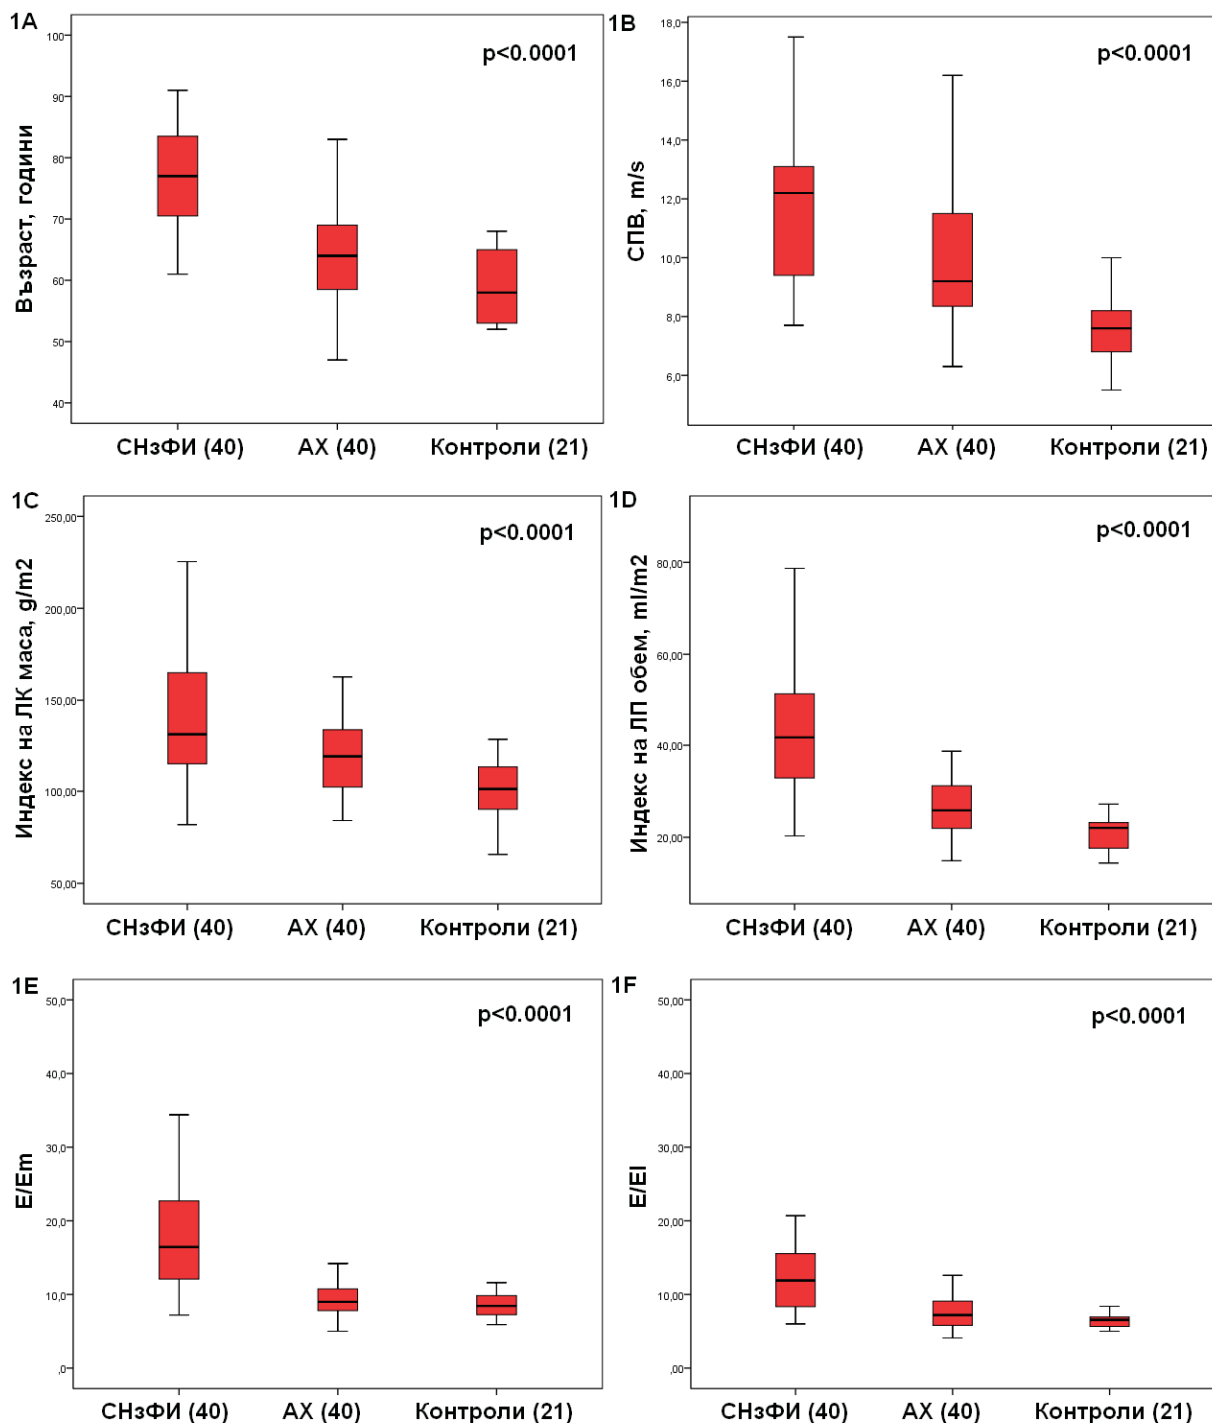 1A
p<0.0001
Възраст, години
100
90
80
70
60
50
40
СНзФИ (40) АХ (40) Контроли (21)
1B
p<0.0001
СПВ, m/s
18,0
16,0
14,0
12,0
10,0
8,0
6,0
СНзФИ (40) АХ (40) Контроли (21)
1C
p<0.0001
Индекс на ЛК маса, g/m2
250,00
200,00
150,00
100,00
50,00
СНзФИ (40) АХ (40) Контроли (21)
1D
p<0.0001
Индекс на ЛП обем, ml/m2
80,00
60,00
40,00
20,00
СНзФИ (40) АХ (40) Контроли (21)
1E
p<0.0001
E/Em
50,0
40,0
30,0
20,0
10,0
,0
СНзФИ (40) АХ (40) Контроли (21)
1F
p<0.0001
E/El
50,00
40,00
30,00
20,00
10,00
,00
СНзФИ (40) АХ (40) Контроли (21)